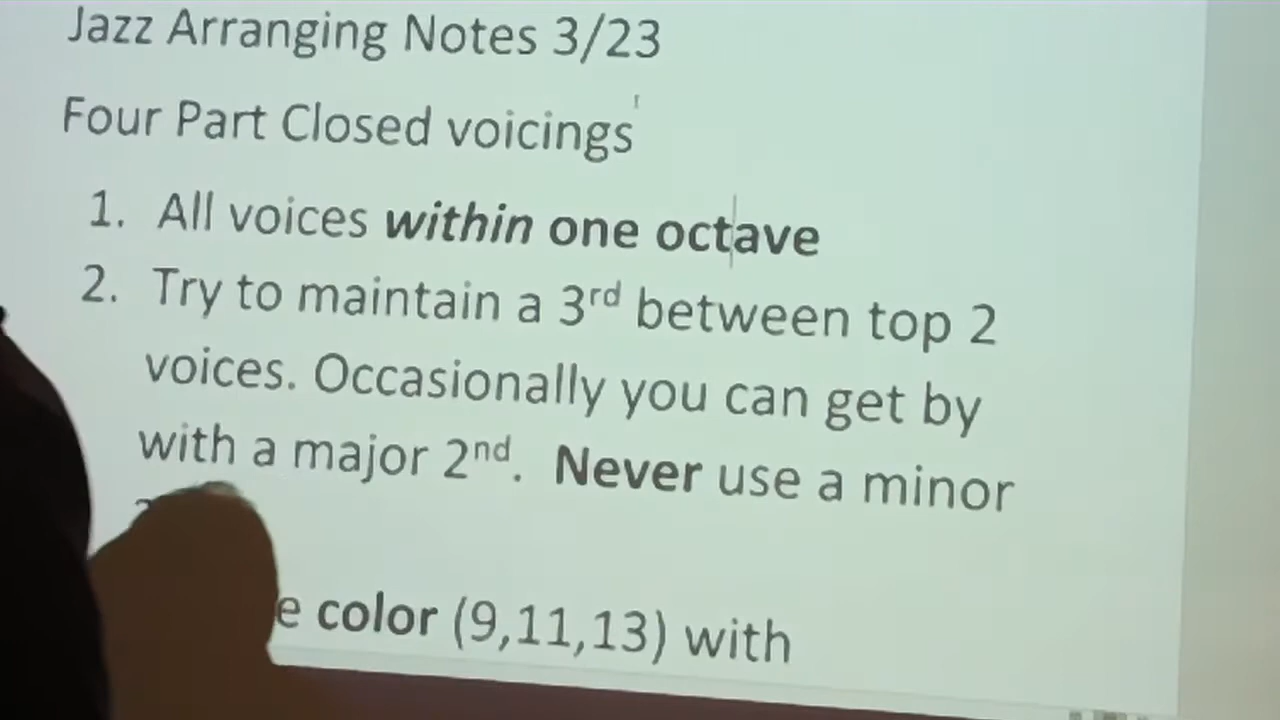 Jazz Arranging Notes 3/23
Four Part Closed voicings
1. All voices within one octave
2. Try to maintain a 3rd between top 2
voices. Occasionally you can get by
with a major 2nd. Never use a minor
color (9,11,13) with